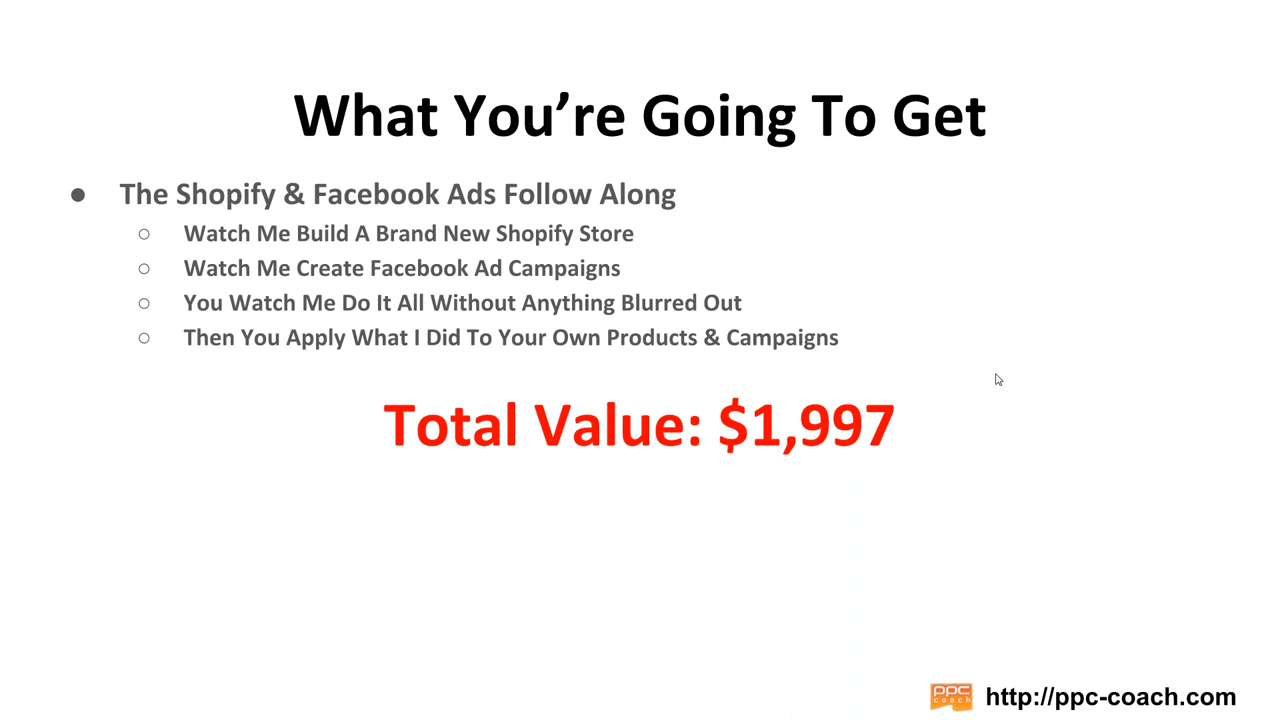 What You’re Going To Get
● The Shopify & Facebook Ads Follow Along
○ Watch Me Build A Brand New Shopify Store
○ Watch Me Create Facebook Ad Campaigns
○ You Watch Me Do It All Without Anything Blurred Out
○ Then You Apply What I Did To Your Own Products & Campaigns
Total Value: $1,997
ppc
coach
http://ppc-coach.com